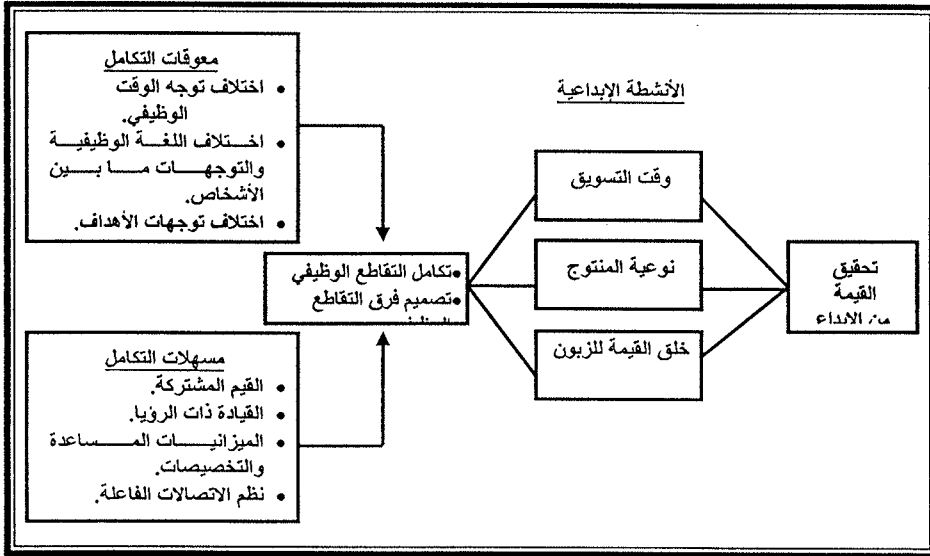 معوقات التكامل
• اختلاف توجه الوقت
الوظيفي.
• اختلاف اللغة الوظيفية
والتوجهات ما بين
الأشخاص.
• اختلاف توجهات الأهداف.
الأنشطة الإبداعية
وقت التسويق
•تكامل التقاطع الوظيفي
•تصميم فرق التقاطع
نوعية المنتوج
تحقيق
القيمة
من الابداع
خلق القيمة للزبون
مسهلات التكامل
• القيم المشتركة.
• القيادة ذات الرؤيا.
• الميزانيات المساعدة
والتخصيصات.
• نظم الاتصالات الفاعلة.